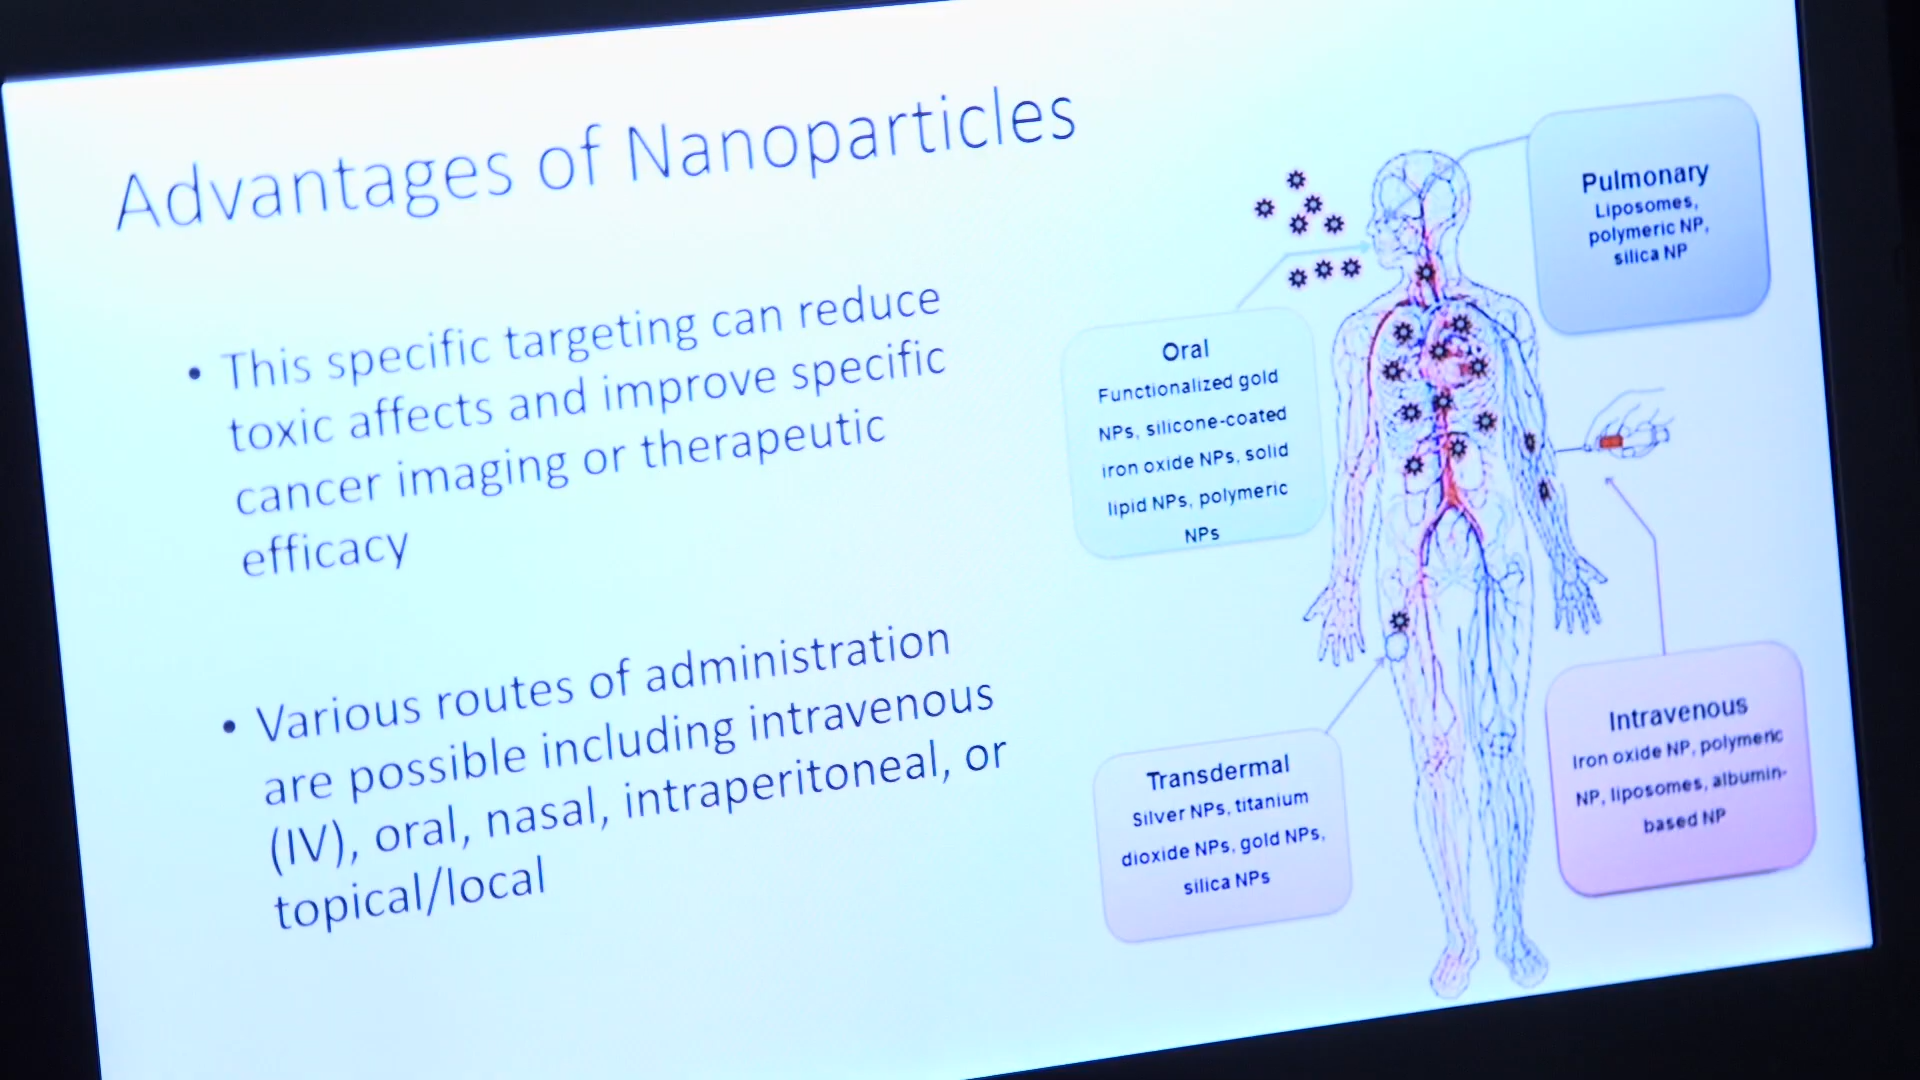 Advantages of Nanoparticles
• This specific targeting can reduce
toxic affects and improve specific
cancer imaging or therapeutic
efficacy
• Various routes of administration
are possible including intravenous
(IV), oral, nasal, intraperitoneal, or
topical/local
Pulmonary
Liposomes,
polymeric NP,
silica NP
Oral
Functionalized gold
NPs, silicone-coated
iron oxide NPs, solid
lipid NPs, polymeric
NPs
Transdermal
Silver NPs, titanium
dioxide NPs, gold NPs,
silica NPs
Intravenous
Iron oxide NP, polymeric
NP, liposomes, albumin-
based NP